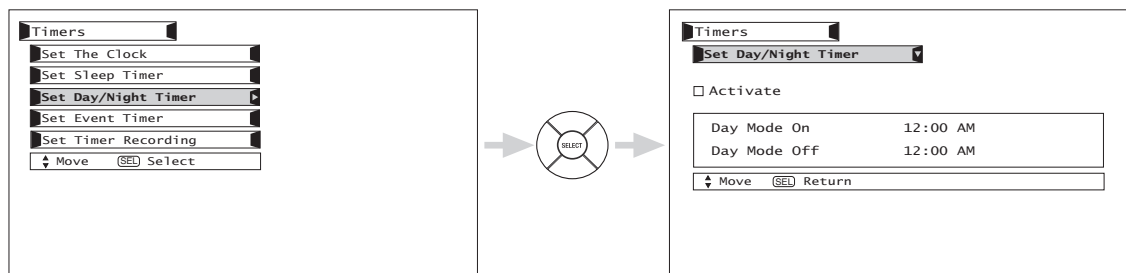 Timers
Set The Clock
Set Sleep Timer
Set Day/Night Timer
Set Event Timer
Set Timer Recording
Move SEL Select
SELECT
Timers
Set Day/Night Timer
Activate
Day Mode On 12:00 AM
Day Mode Off 12:00 AM
Move SEL Return